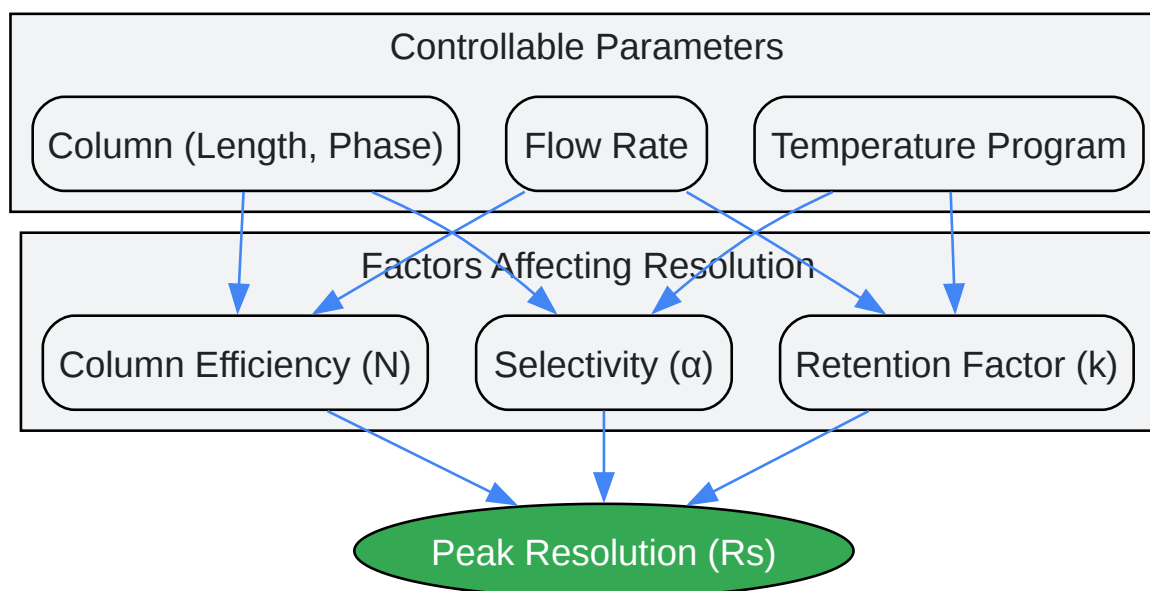 Controllable Parameters
Column (Length, Phase)
Flow Rate
Temperature Program
Factors Affecting Resolution
Column Efficiency (N)
Selectivity (α)
Retention Factor (k)
Peak Resolution (Rs)